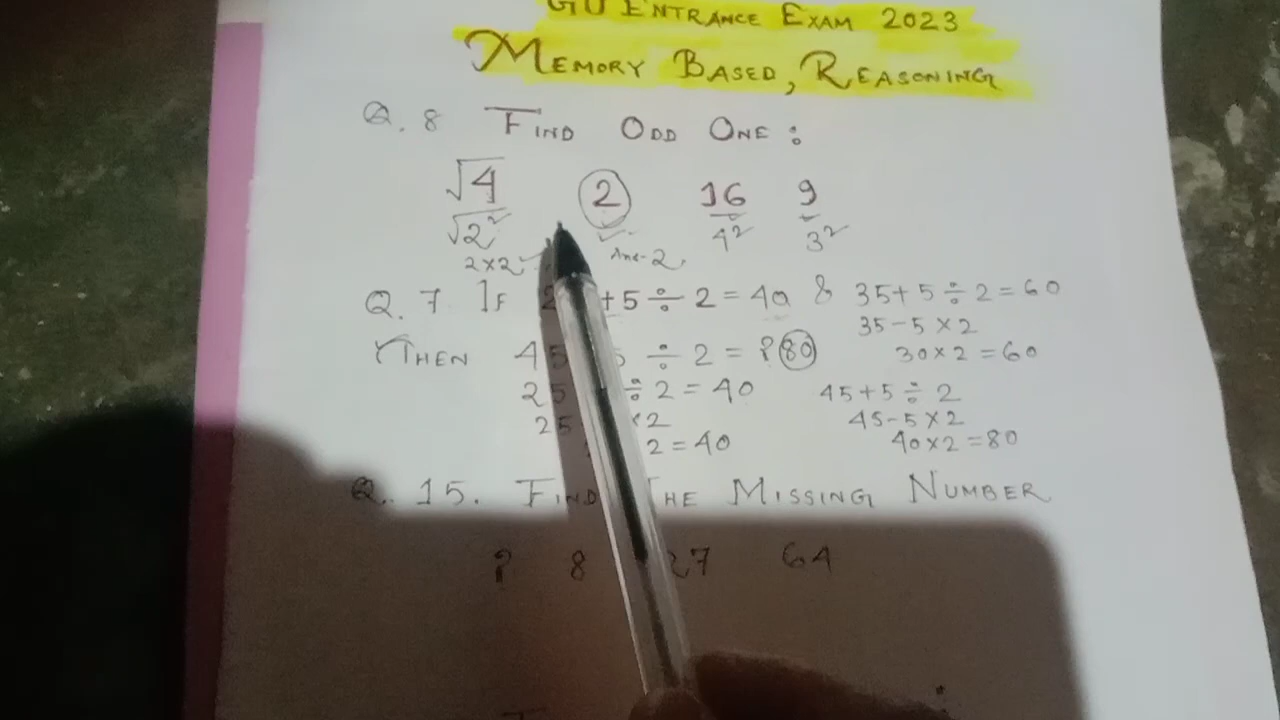 GU ENTRANCE EXAM 2023
MEMORY BASED, REASONING
Q. 8 FIND ODD ONE :
√4 2 16 9
√2² 4² 3²
2×2 Ans-2
Q. 7 IF 2 +5÷2=40 & 35+5÷2=60
35-5×2
THEN 45 ÷2=? 80 30×2=60
25 ÷2=40 45+5÷2
25 ×2 45-5×2
2=40 40×2=80
Q. 15. FIND THE MISSING NUMBER
? 8 27 64